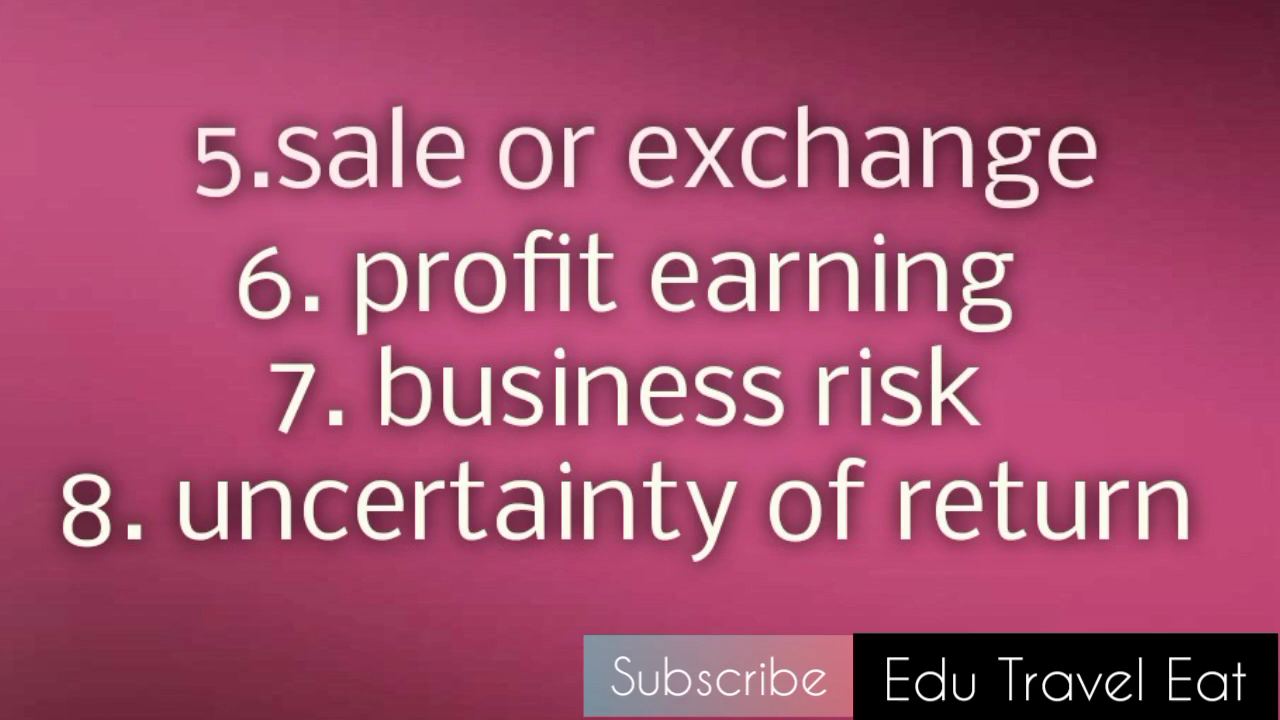 5.sale or exchange
6. profit earning
7. business risk
8. uncertainty of return
Subscribe Edu Travel Eat